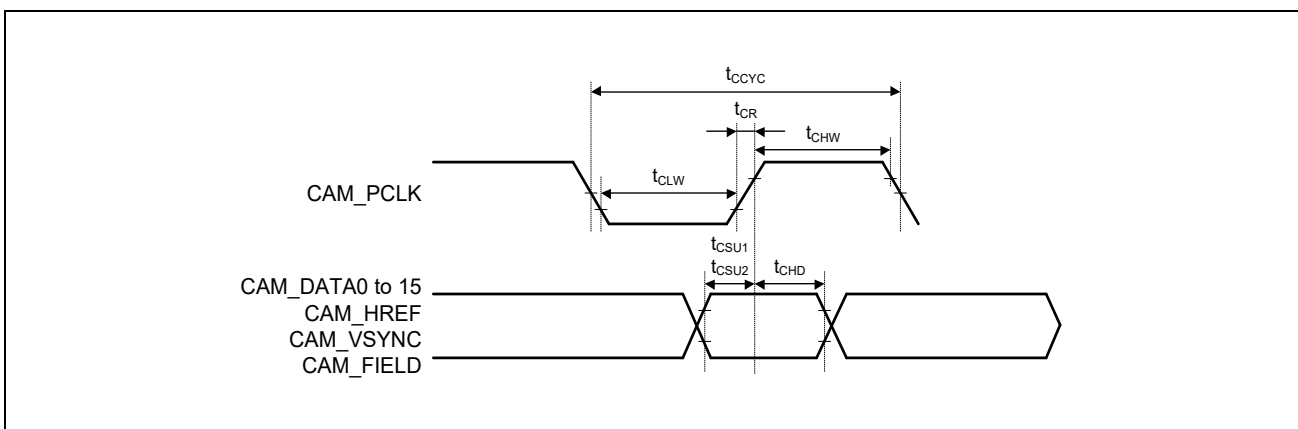 tCCYC
tCR
tCHW
tCLW
CAM_PCLK
tCSU1
tCSU2
tCHD
CAM_DATA0 to 15
CAM_HREF
CAM_VSYNC
CAM_FIELD